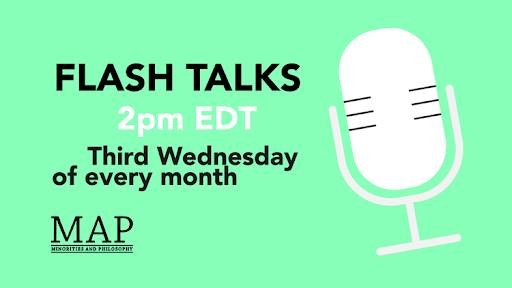 FLASH TALKS
2pm EDT
Third Wednesday
of every month
MAP
MINORITIES AND PHILOSOPHY